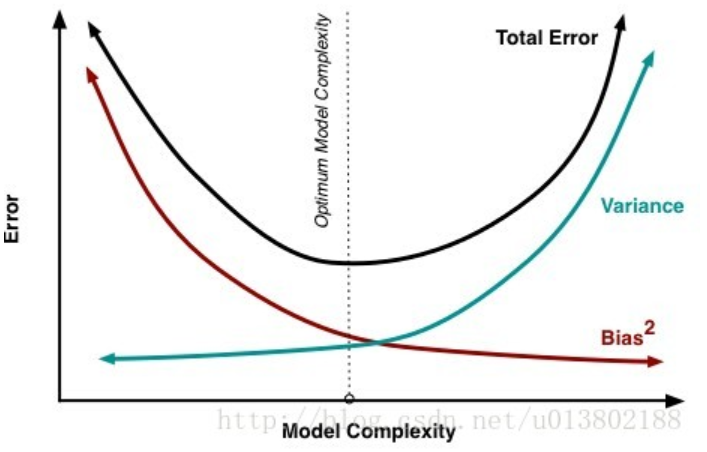 Optimum Model Complexity
Total Error
Error
Variance
Bias²
http://blog.csdn.net/u013802188
Model Complexity